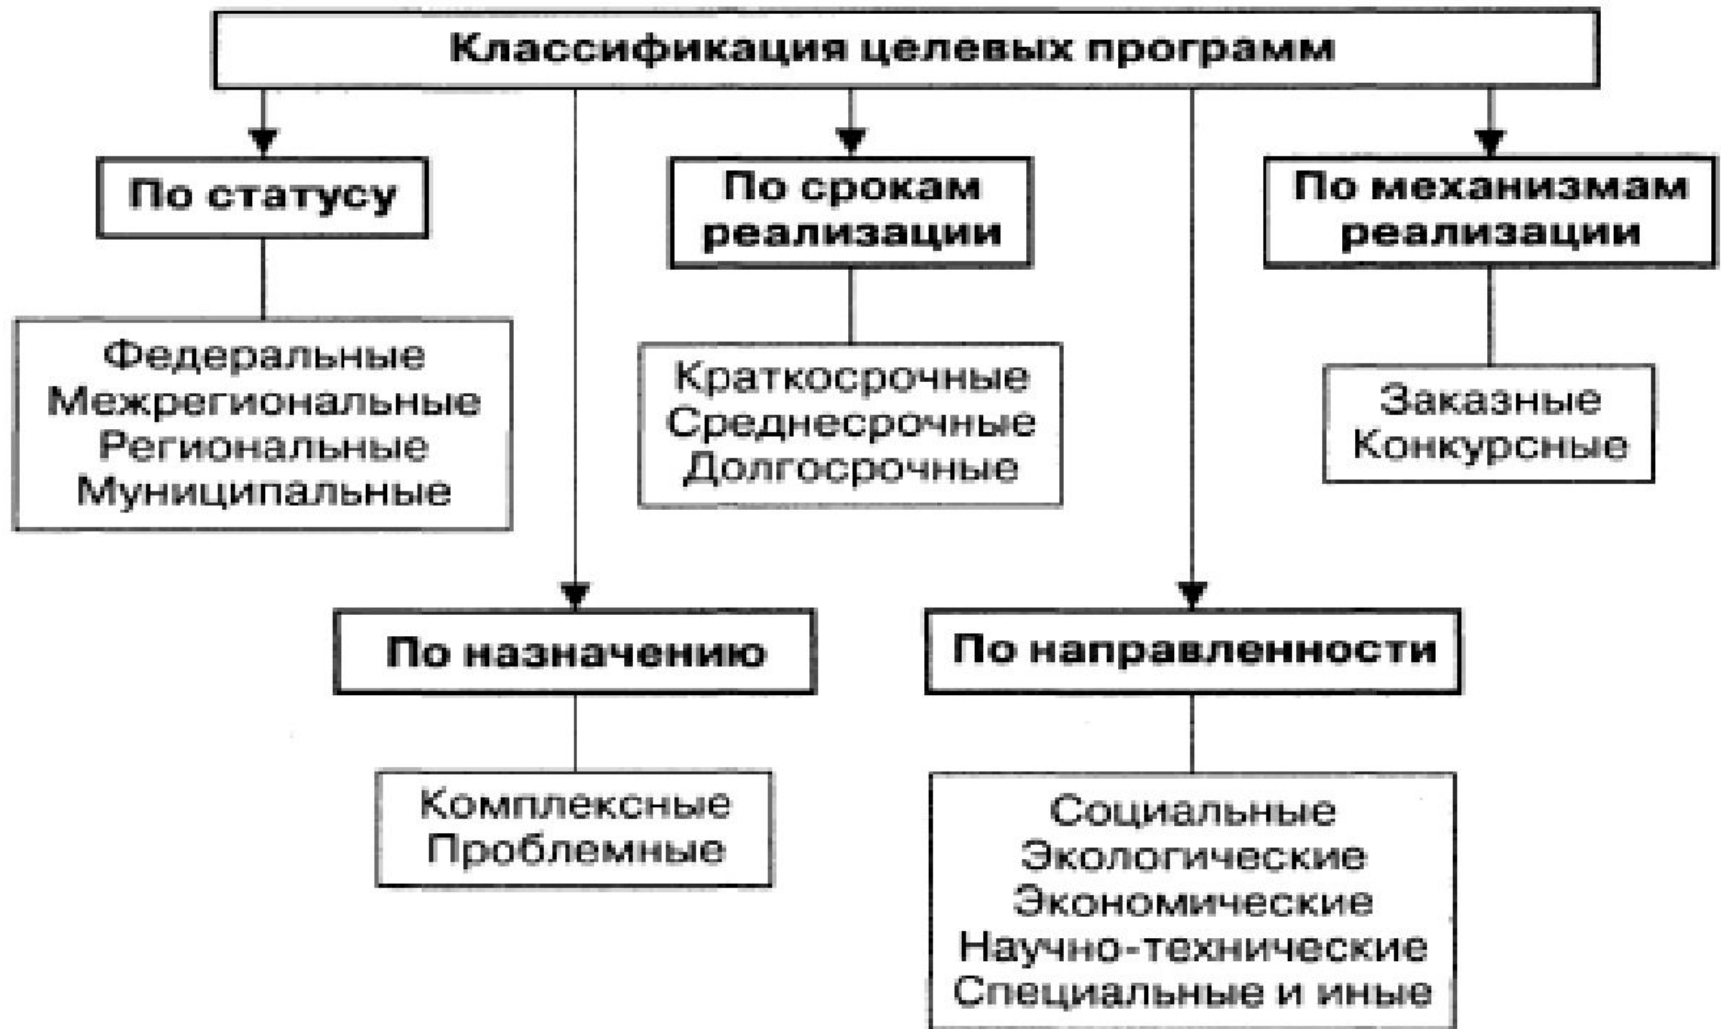 Классификация целевых программ
По статусу
Федеральные
Межрегиональные
Региональные
Муниципальные
По срокам
реализации
Краткосрочные
Среднесрочные
Долгосрочные
По механизмам
реализации
Заказные
Конкурсные
По назначению
Комплексные
Проблемные
По направленности
Социальные
Экологические
Экономические
Научно-технические
Специальные и иные